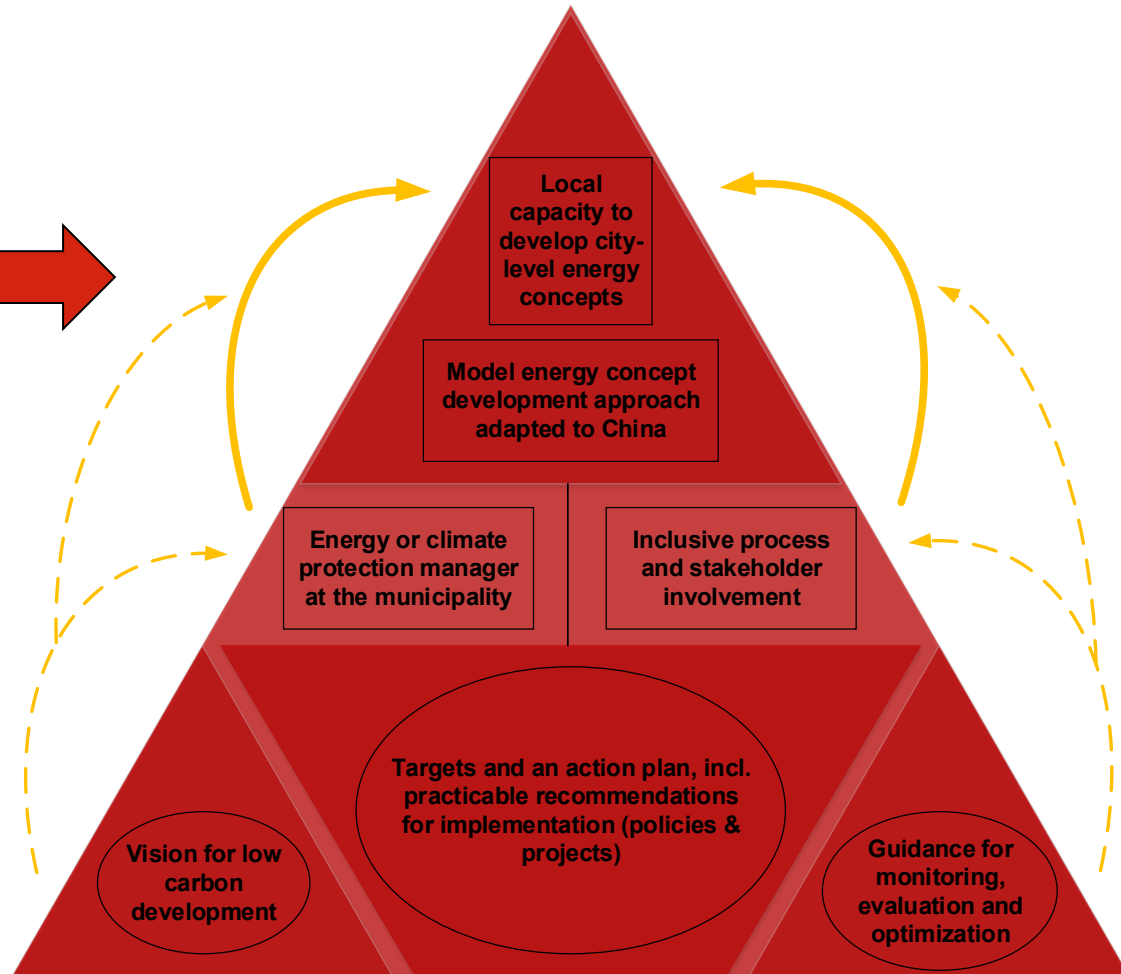 Local
capacity to
develop city-
level energy
concepts
Model energy concept
development approach
adapted to China
Energy or climate
protection manager
at the municipality
Inclusive process
and stakeholder
involvement
Targets and an action plan, incl.
practicable recommendations
for implementation (policies &
projects)
Vision for low
carbon
development
Guidance for
monitoring,
evaluation and
optimization